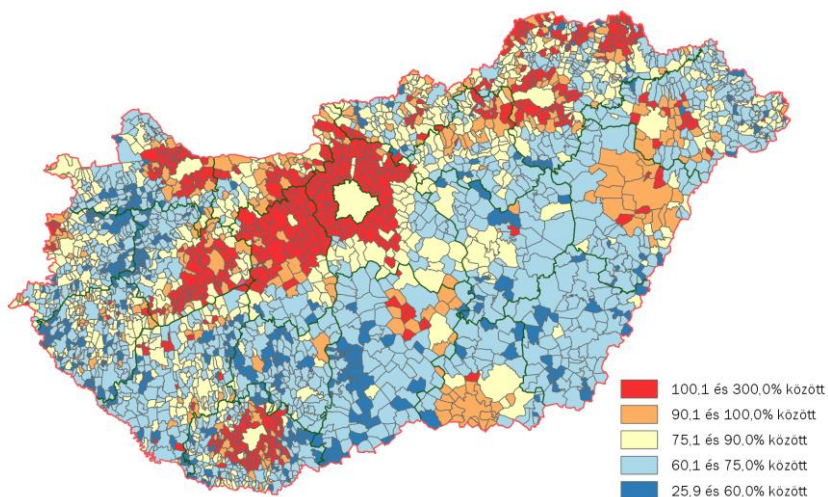 100,1 és 300,0% között
90,1 és 100,0% között
75,1 és 90,0% között
60,1 és 75,0% között
25,9 és 60,0% között